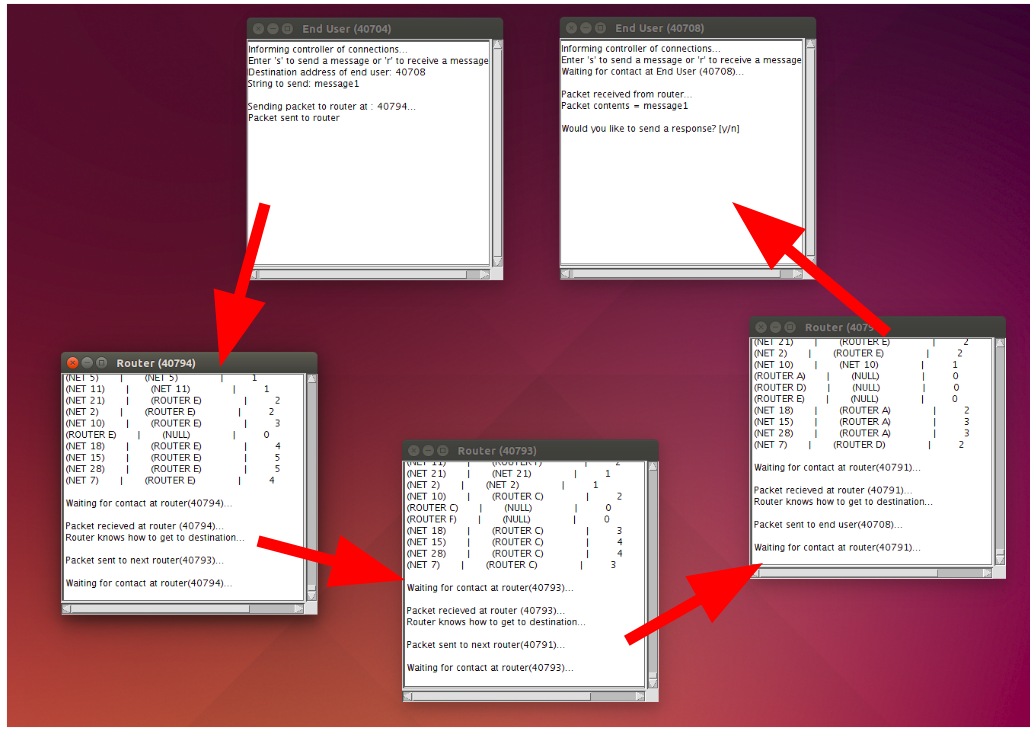 End User (40704)
Informing controller of connections...
Enter 's' to send a message or 'r' to receive a message
Destination address of end user: 40708
String to send: message1
Sending packet to router at : 40794...
Packet sent to router
End User (40708)
Informing controller of connections...
Enter 's' to send a message or 'r' to receive a message
Waiting for contact at End User (40708)...
Packet received from router...
Packet contents = message1
Would you like to send a response? [y/n]
Router (40794)
(NET 5) | (NET 5) | 1
(NET 11) | (NET 11) | 1
(NET 21) | (ROUTER E) | 2
(NET 2) | (ROUTER E) | 2
(NET 10) | (ROUTER E) | 3
(ROUTER E) | (NULL) | 0
(NET 18) | (ROUTER E) | 4
(NET 15) | (ROUTER E) | 5
(NET 28) | (ROUTER E) | 5
(NET 7) | (ROUTER E) | 4
Waiting for contact at router(40794)...
Packet recieved at router (40794)...
Router knows how to get to destination...
Packet sent to next router(40793)...
Waiting for contact at router(40794)...
Router (40793)
(NET 11) | (ROUTER F) | 2
(NET 21) | (NET 21) | 1
(NET 2) | (NET 2) | 1
(NET 10) | (ROUTER C) | 2
(ROUTER C) | (NULL) | 0
(ROUTER F) | (NULL) | 0
(NET 18) | (ROUTER C) | 3
(NET 15) | (ROUTER C) | 4
(NET 28) | (ROUTER C) | 4
(NET 7) | (ROUTER C) | 3
Waiting for contact at router(40793)...
Packet recieved at router (40793)...
Router knows how to get to destination...
Packet sent to next router(40791)...
Waiting for contact at router(40793)...
Router
(NET 21) | (ROUTER E) | 2
(NET 2) | (ROUTER E) | 2
(NET 10) | (NET 10) | 1
(ROUTER A) | (NULL) | 0
(ROUTER D) | (NULL) | 0
(ROUTER E) | (NULL) | 0
(NET 18) | (ROUTER A) | 2
(NET 15) | (ROUTER A) | 3
(NET 28) | (ROUTER A) | 3
(NET 7) | (ROUTER D) | 2
Waiting for contact at router(40791)...
Packet recieved at router (40791)...
Router knows how to get to destination...
Packet sent to end user(40708)...
Waiting for contact at router(40791)...